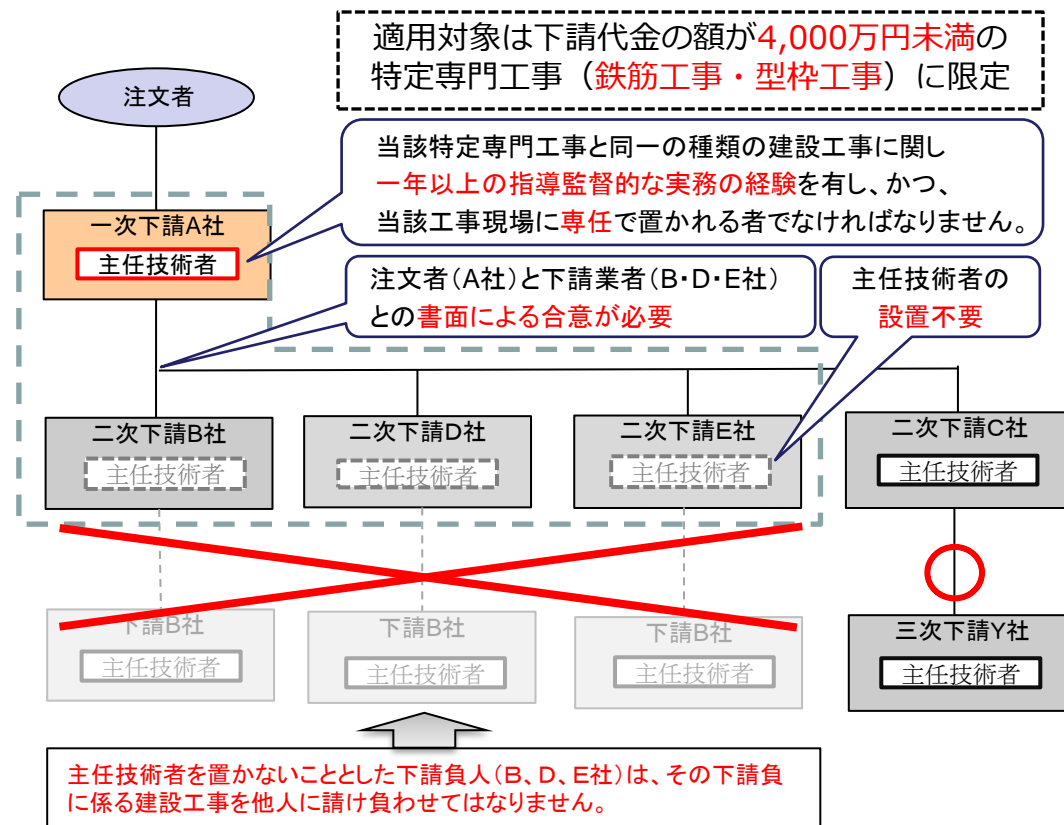 適用対象は下請代金の額が4,000万円未満の
特定専門工事（鉄筋工事・型枠工事）に限定
注文者
当該特定専門工事と同一の種類の建設工事に関し
一年以上の指導監督的な実務の経験を有し、かつ、
当該工事現場に専任で置かれる者でなければなりません。
一次下請A社
主任技術者
注文者（A社）と下請業者（B・D・E社）
との書面による合意が必要
主任技術者の
設置不要
二次下請B社
主任技術者
二次下請D社
主任技術者
二次下請E社
主任技術者
二次下請C社
主任技術者
下請B社
主任技術者
下請B社
主任技術者
下請B社
主任技術者
三次下請Y社
主任技術者
主任技術者を置かないこととした下請負人（B、D、E社）は、その下請負
に係る建設工事を他人に請け負わせてはなりません。